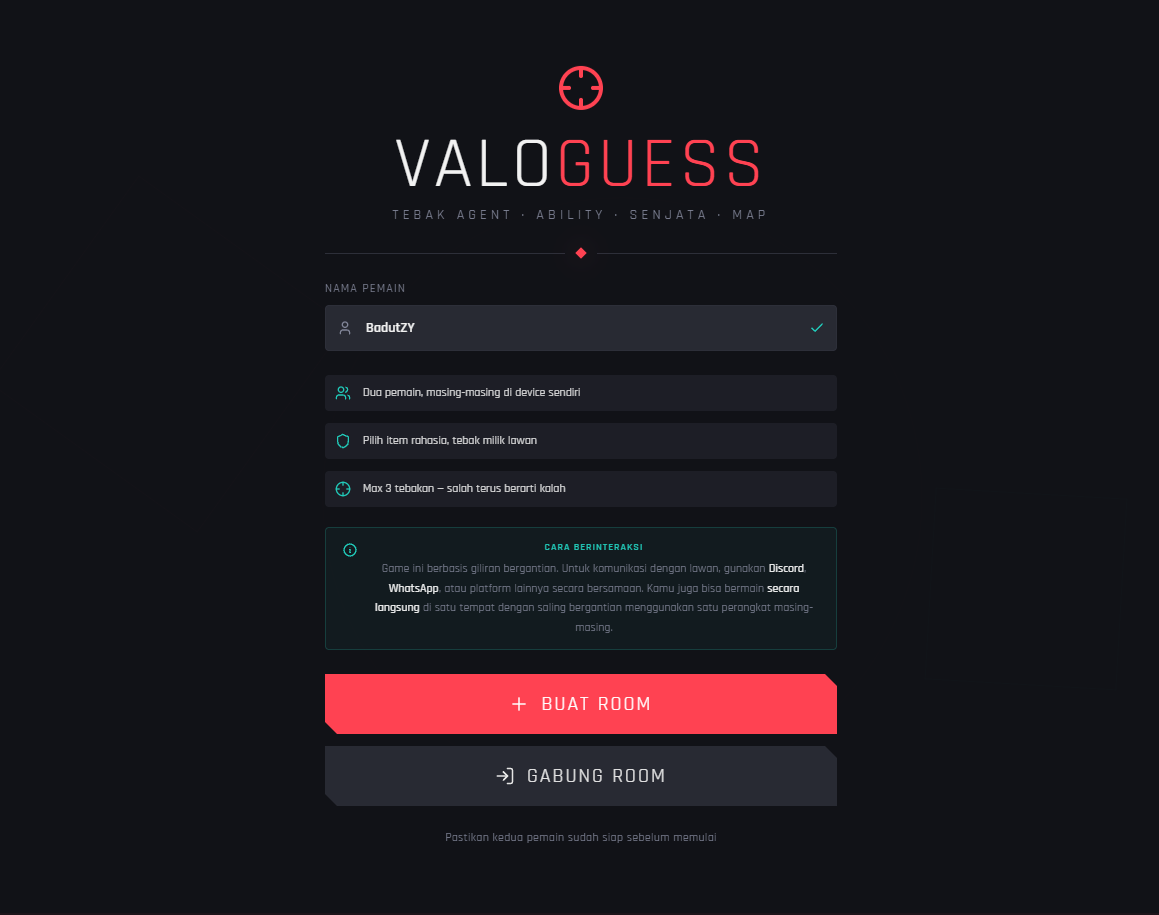 VALOGUESS
TEBAK AGENT · ABILITY · SENJATA · MAP
NAMA PEMAIN
BadutZY
Dua pemain, masing-masing di device sendiri
Pilih item rahasia, tebak milik lawan
Max 3 tebakan — salah terus berarti kalah
CARA BERINTERAKSI
Game ini berbasis giliran bergantian. Untuk komunikasi dengan lawan, gunakan Discord,
WhatsApp, atau platform lainnya secara bersamaan. Kamu juga bisa bermain secara
langsung di satu tempat dengan saling bergantian menggunakan satu perangkat masing-
masing.
BUAT ROOM
GABUNG ROOM
Pastikan kedua pemain sudah siap sebelum memulai